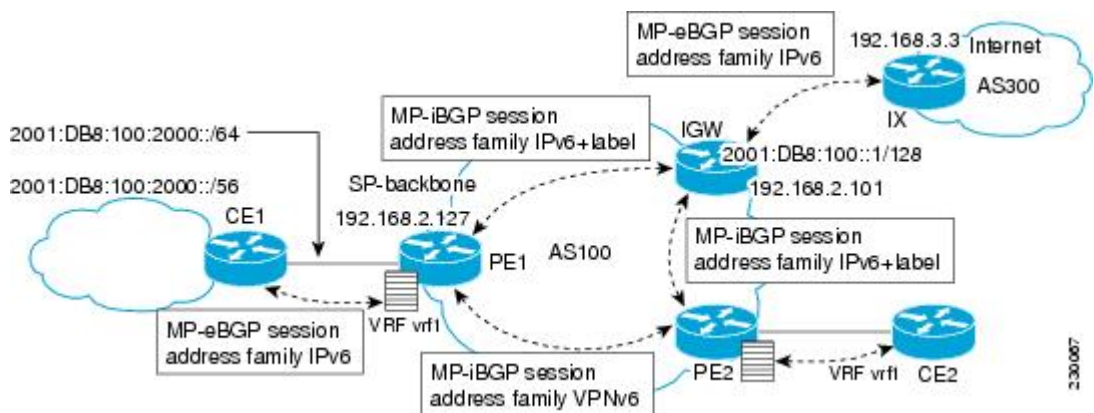 MP-eBGP session
address family IPv6
192.168.3.3
Internet
AS300
IX
MP-iBGP session
address family IPv6+label
IGW
2001:DB8:100:2000::/64
2001:DB8:100::1/128
192.168.2.101
2001:DB8:100:2000::/56
SP-backbone
192.168.2.127
CE1
PE1
AS100
MP-iBGP session
address family IPv6+label
VRF vrf1
MP-eBGP session
address family IPv6
MP-iBGP session
address family VPNv6
PE2
VRF vrf1
CE2
230087